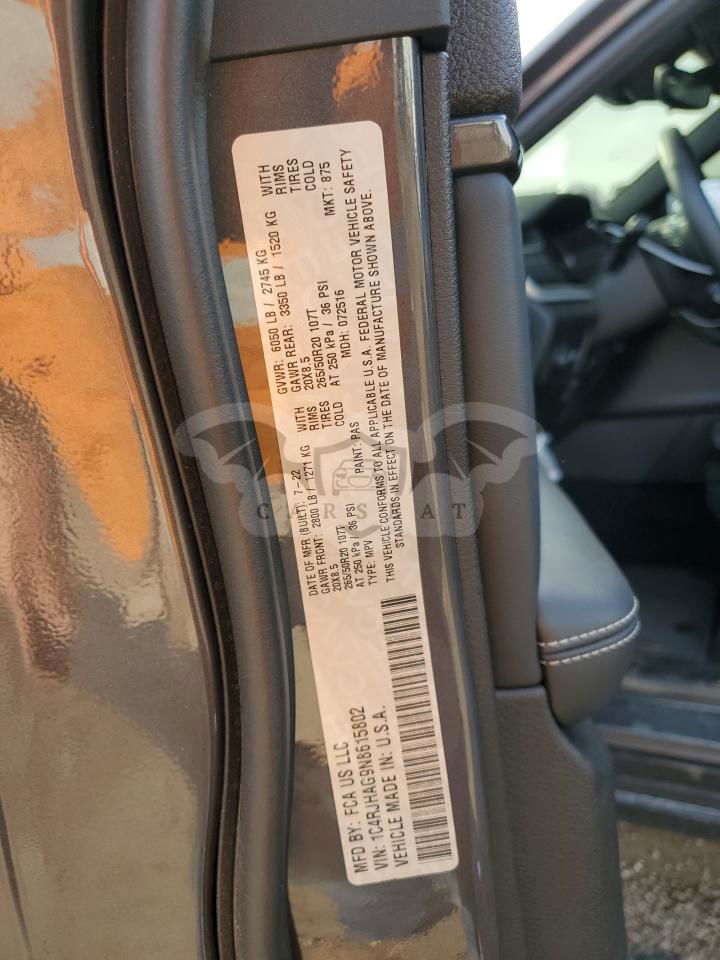 MFD BY: FCA US LLC
DATE OF MFR (BUILT): 7-22
GVWR: 6050 LB / 2745 KG
GAWR FRONT: 2800 LB / 1271 KG WITH
20X8.5 RIMS
265/50R20 107T TIRES
AT 250 kPa / 36 PSI COLD
GAWR REAR: 3350 LB / 1520 KG WITH
20X8.5 RIMS
265/50R20 107T TIRES
AT 250 kPa / 36 PSI COLD
VIN: 1C4RJHAG9N8615802
TYPE: MPV PAINT: PAS MDH: 072516 MKT: 875
VEHICLE MADE IN: U.S.A.
THIS VEHICLE CONFORMS TO ALL APPLICABLE U.S.A. FEDERAL MOTOR VEHICLE SAFETY
STANDARDS IN EFFECT ON THE DATE OF MANUFACTURE SHOWN ABOVE.
CARSBAT